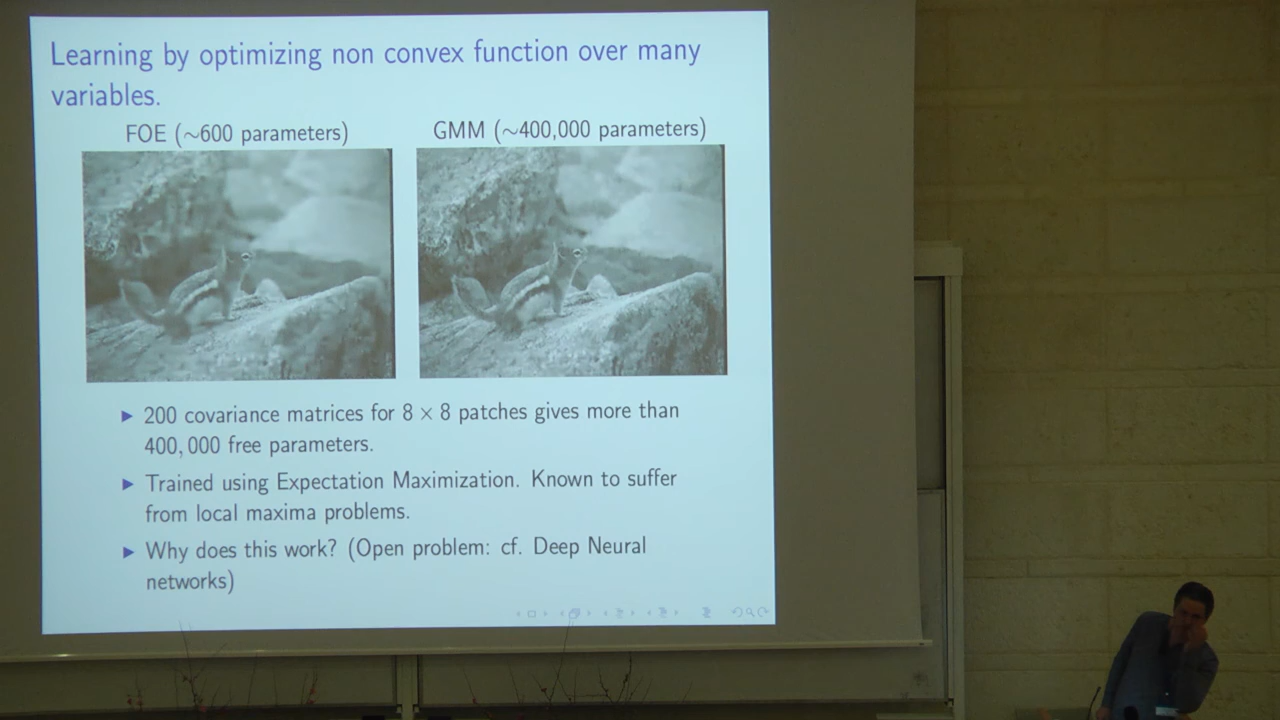 Learning by optimizing non convex function over many
variables.
FOE (∼600 parameters)
GMM (∼400,000 parameters)
▶ 200 covariance matrices for 8 × 8 patches gives more than
400,000 free parameters.
▶ Trained using Expectation Maximization. Known to suffer
from local maxima problems.
▶ Why does this work? (Open problem: cf. Deep Neural
networks)